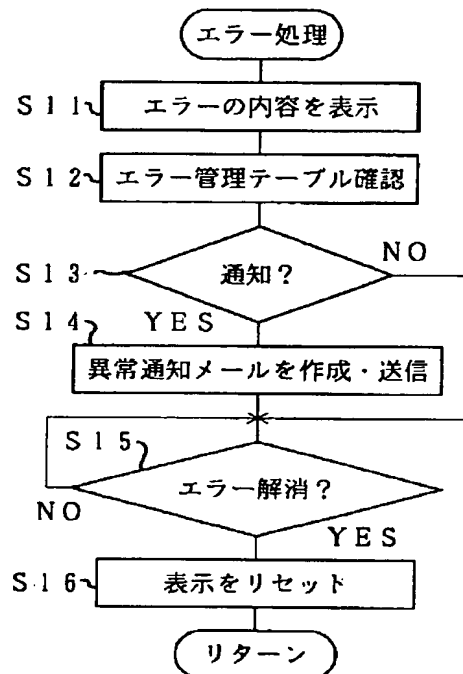 エラー処理
S11
エラーの内容を表示
S12
エラー管理テーブル確認
S13
通知?
NO
S14
YES
異常通知メールを作成・送信
S15
エラー解消?
NO
YES
S16
表示をリセット
リターン